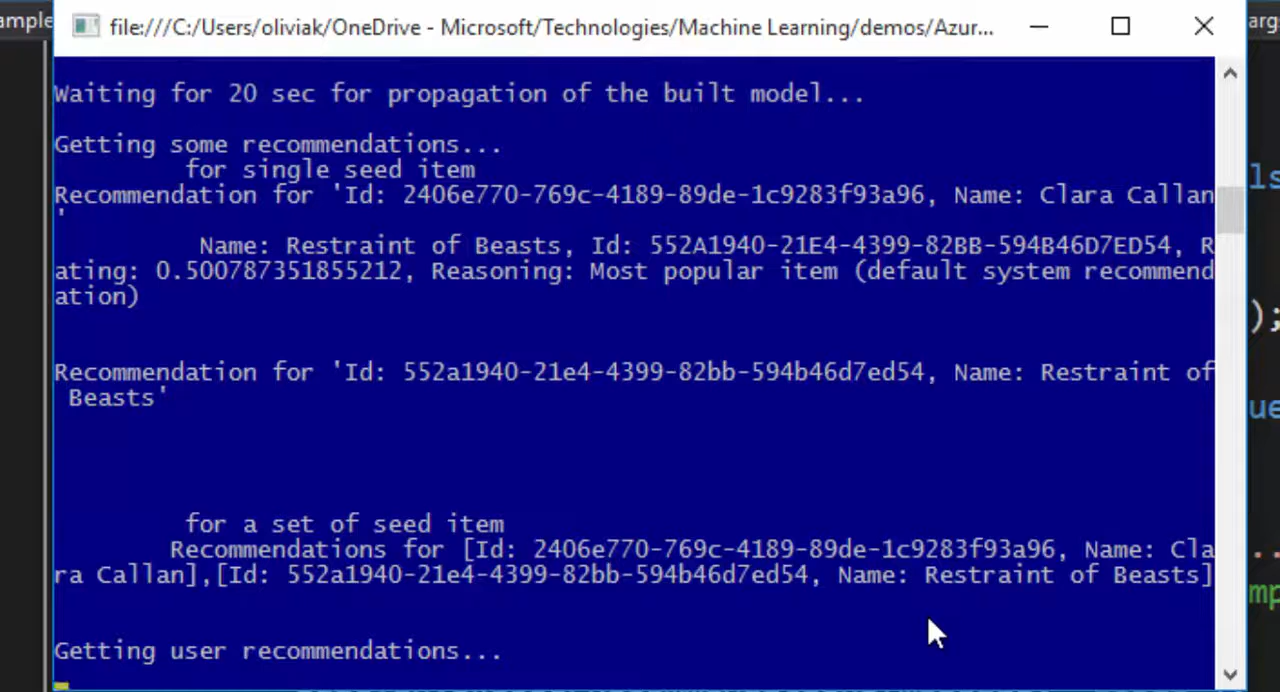 ample
file:///C:/Users/oliviak/OneDrive - Microsoft/Technologies/Machine Learning/demos/Azur...
arg
Waiting for 20 sec for propagation of the built model...
Getting some recommendations...
for single seed item
ls
Recommendation for 'Id: 2406e770-769c-4189-89de-1c9283f93a96, Name: Clara Callan
'
Name: Restraint of Beasts, Id: 552A1940-21E4-4399-82BB-594B46D7ED54, R
ating: 0.500787351855212, Reasoning: Most popular item (default system recommend
ation)
);
Recommendation for 'Id: 552a1940-21e4-4399-82bb-594b46d7ed54, Name: Restraint of
Beasts'
ue
for a set of seed item
Recommendations for [Id: 2406e770-769c-4189-89de-1c9283f93a96, Name: Cla
..
ra Callan],[Id: 552a1940-21e4-4399-82bb-594b46d7ed54, Name: Restraint of Beasts]
mp
Getting user recommendations...